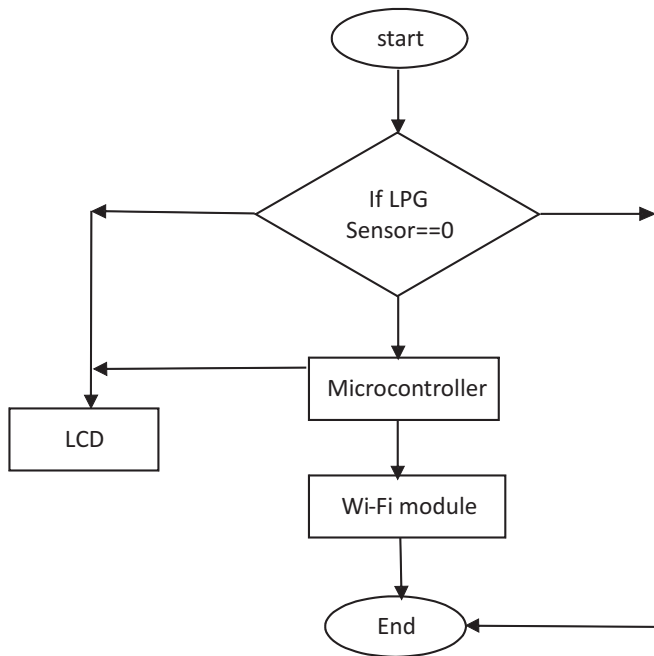 start
If LPG
Sensor==0
Microcontroller
LCD
Wi-Fi module
End